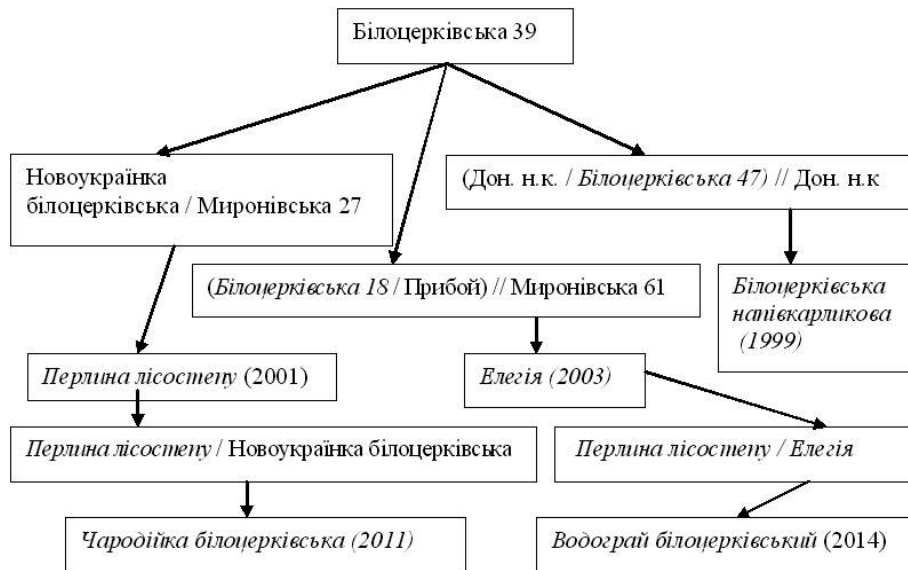 Білоцерківська 39
Новоукраїнка
білоцерківська / Миронівська 27
(Дон. н.к. / Білоцерківська 47) // Дон. н.к
(Білоцерківська 18 / Прибой) // Миронівська 61
Білоцерківська
напівкарликова
(1999)
Перлина лісостепу (2001)
Елегія (2003)
Перлина лісостепу / Новоукраїнка білоцерківська
Перлина лісостепу / Елегія
Чародійка білоцерківська (2011)
Водограй білоцерківський (2014)